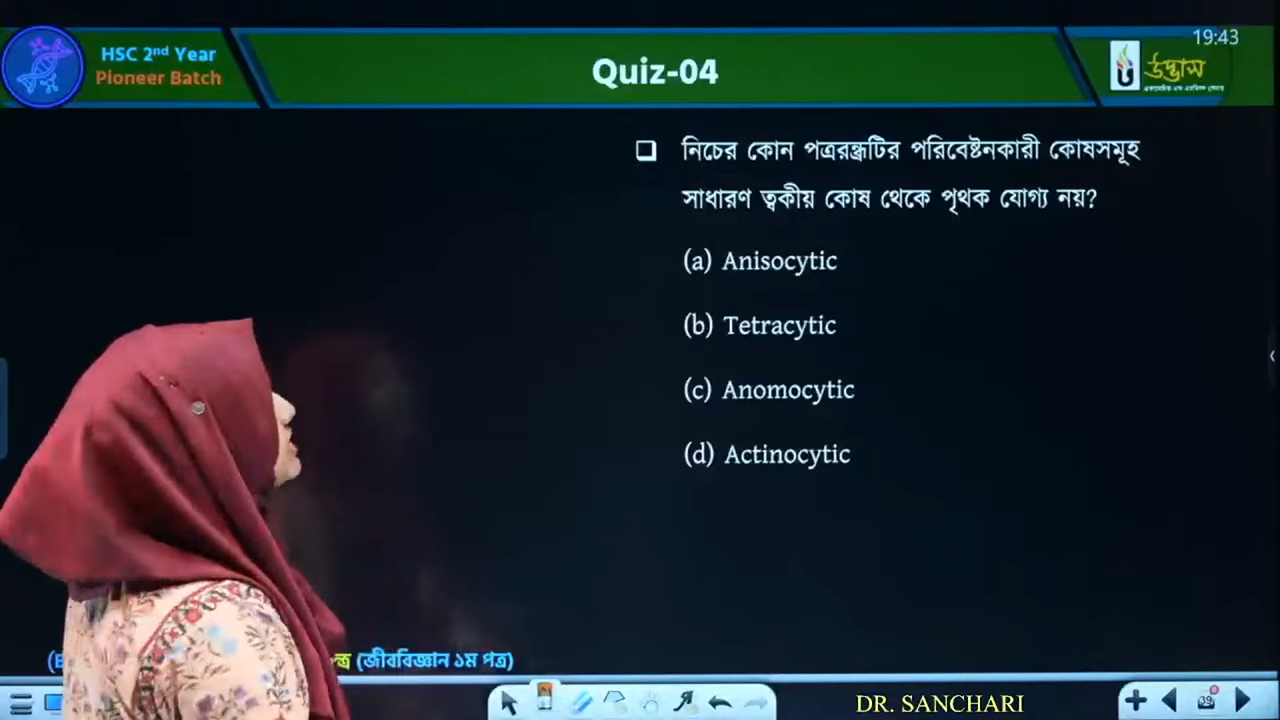 HSC 2nd Year
Pioneer Batch
Quiz-04
19:43
উদ্ভাস
❑ নিচের কোন পত্ররন্ধ্রটির পরিবেষ্টনকারী কোষসমূহ
সাধারণ ত্বকীয় কোষ থেকে পৃথক যোগ্য নয়?
(a) Anisocytic
(b) Tetracytic
(c) Anomocytic
(d) Actinocytic
(জীববিজ্ঞান ১ম পত্র)
DR. SANCHARI